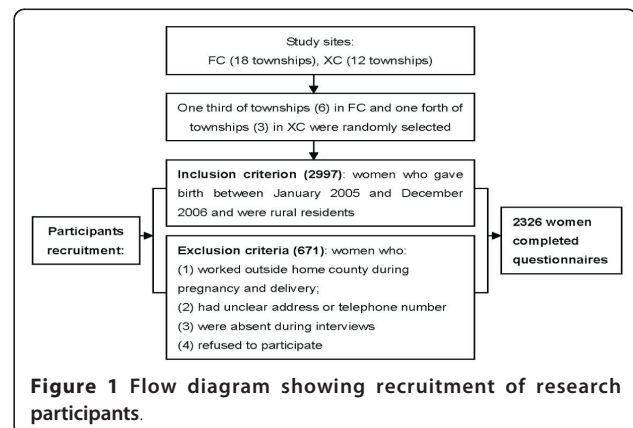 Study sites:
FC (18 townships), XC (12 townships)
One third of townships (6) in FC and one forth of
townships (3) in XC were randomly selected
Inclusion criterion (2997): women who gave
birth between January 2005 and December
2006 and were rural residents
Participants
recruitment:
Exclusion criteria (671): women who:
(1) worked outside home county during
pregnancy and delivery;
(2) had unclear address or telephone number
(3) were absent during interviews
(4) refused to participate
2326 women
completed
questionnaires
Figure 1 Flow diagram showing recruitment of research
participants.